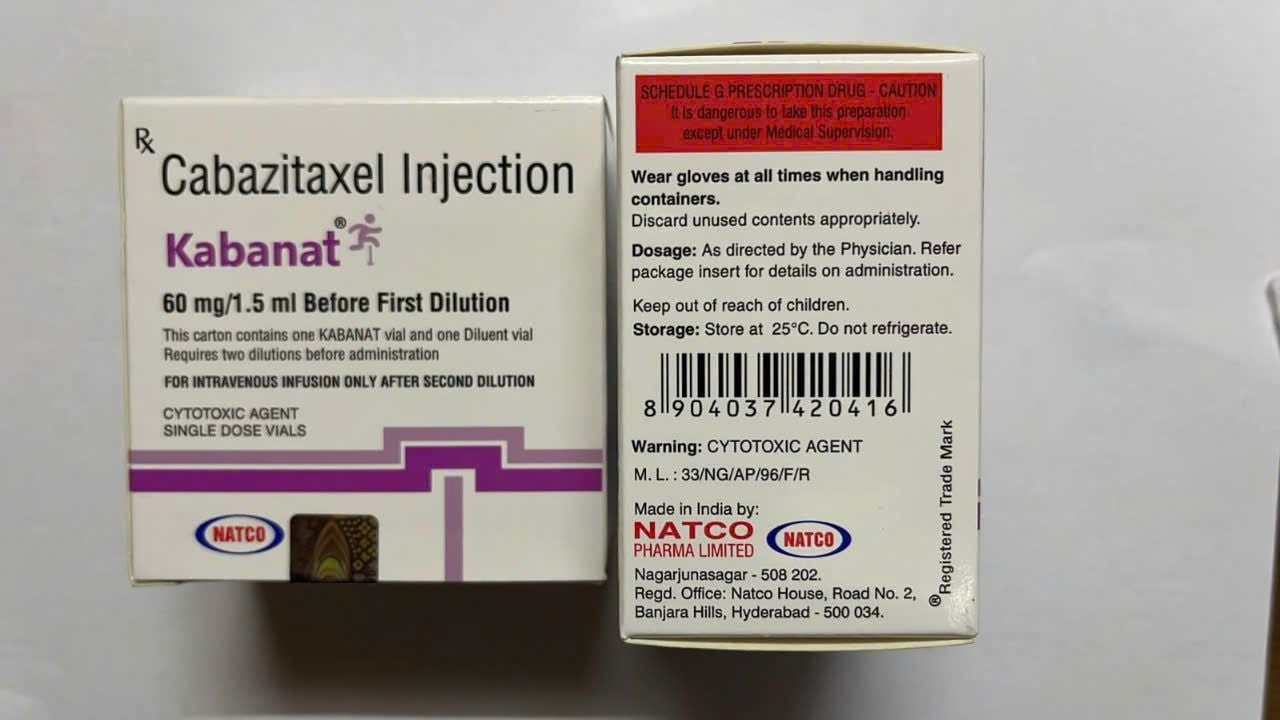 Rx
Cabazitaxel Injection
Kabanat®
60 mg/1.5 ml Before First Dilution
This carton contains one KABANAT vial and one Diluent vial
Requires two dilutions before administration
FOR INTRAVENOUS INFUSION ONLY AFTER SECOND DILUTION
CYTOTOXIC AGENT
SINGLE DOSE VIALS
NATCO
SCHEDULE G PRESCRIPTION DRUG - CAUTION
It is dangerous to take this preparation
except under Medical Supervision.
Wear gloves at all times when handling
containers.
Discard unused contents appropriately.
Dosage: As directed by the Physician. Refer
package insert for details on administration.
Keep out of reach of children.
Storage: Store at 25°C. Do not refrigerate.
8 904037 420416
Warning: CYTOTOXIC AGENT
M. L. : 33/NG/AP/96/F/R
Made in India by:
NATCO
PHARMA LIMITED
NATCO
Nagarjunasagar - 508 202.
Regd. Office: Natco House, Road No. 2,
Banjara Hills, Hyderabad - 500 034.
® Registered Trade Mark